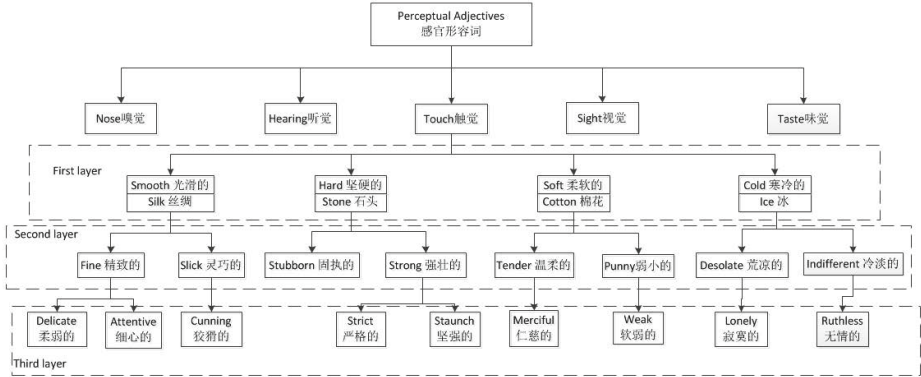 Perceptual Adjectives
感官形容词
Nose嗅觉
Hearing听觉
Touch触觉
Sight视觉
Taste味觉
First layer
Smooth 光滑的
Silk 丝绸
Hard 坚硬的
Stone 石头
Soft 柔软的
Cotton 棉花
Cold 寒冷的
Ice 冰
Second layer
Fine 精致的
Slick 灵巧的
Stubborn 固执的
Strong 强壮的
Tender 温柔的
Punny弱小的
Desolate 荒凉的
Indifferent 冷淡的
Delicate
柔弱的
Attentive
细心的
Cunning
狡猾的
Strict
严格的
Staunch
坚强的
Merciful
仁慈的
Weak
软弱的
Lonely
寂寞的
Ruthless
无情的
Third layer